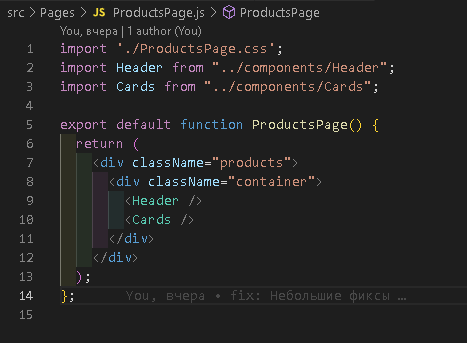 src > Pages > JS ProductsPage.js > ProductsPage
You, вчера | 1 author (You)
1 import './ProductsPage.css';
2 import Header from "../components/Header";
3 import Cards from "../components/Cards";
4
5 export default function ProductsPage() {
6   return (
7     <div className="products">
8       <div className="container">
9         <Header />
10         <Cards />
11       </div>
12     </div>
13   );
14 }; You, вчера • fix: Небольшие фиксы …
15